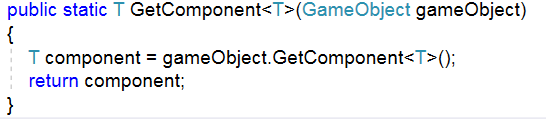 public static T GetComponent<T>(GameObject gameObject)
{
T component = gameObject.GetComponent<T>();
return component;
}